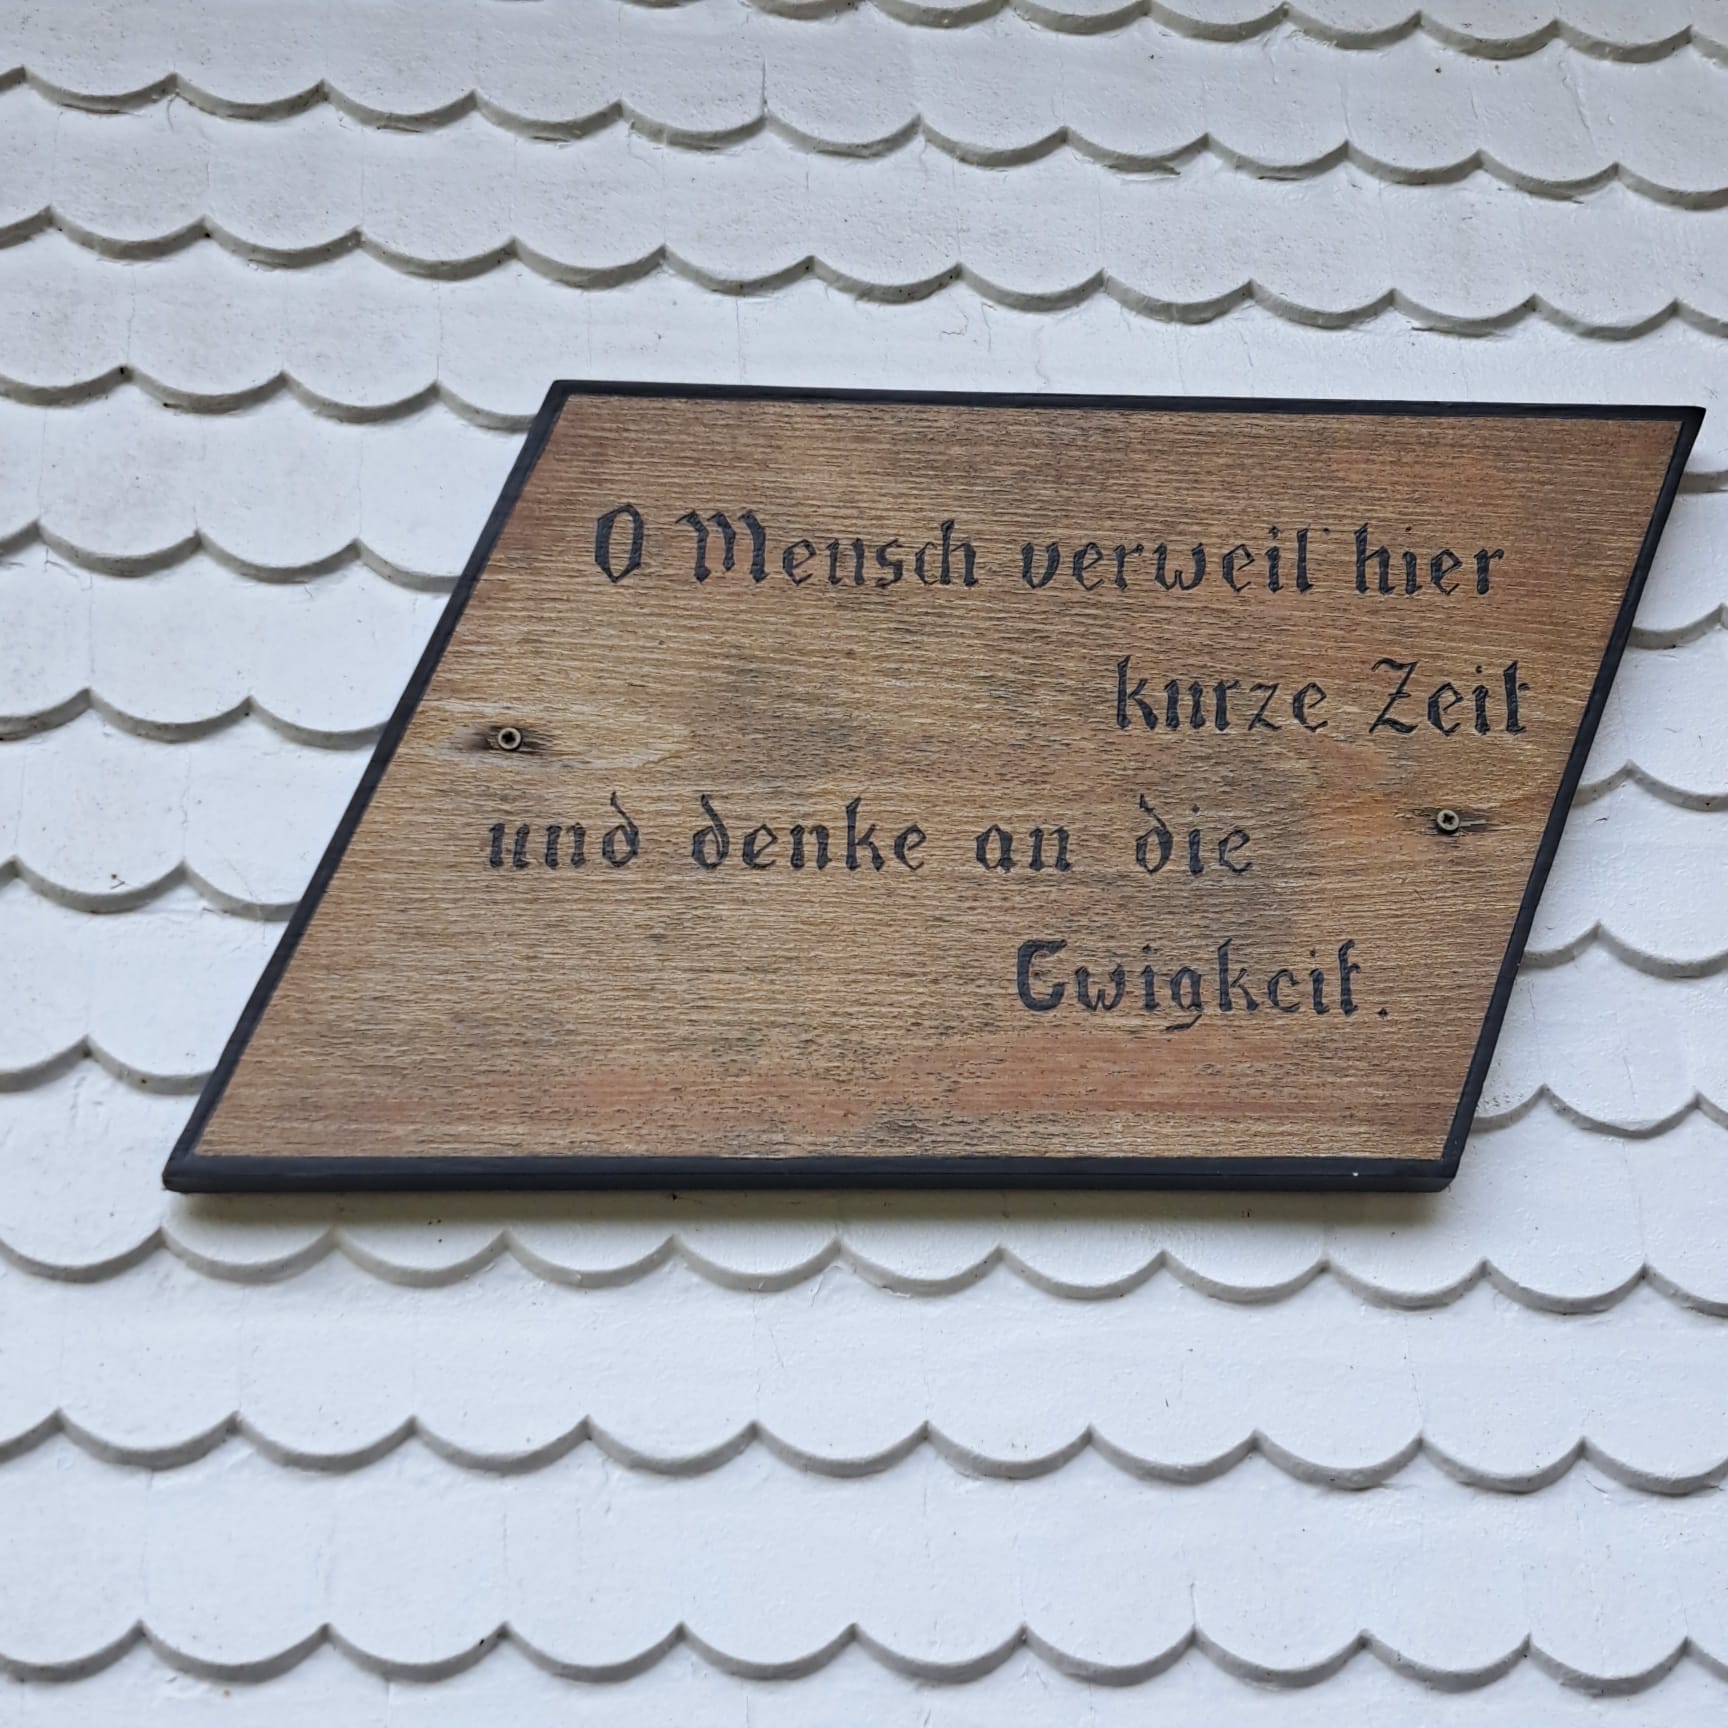 O Mensch verweil' hier
kurze Zeit
und denke an die
Ewigkeit.